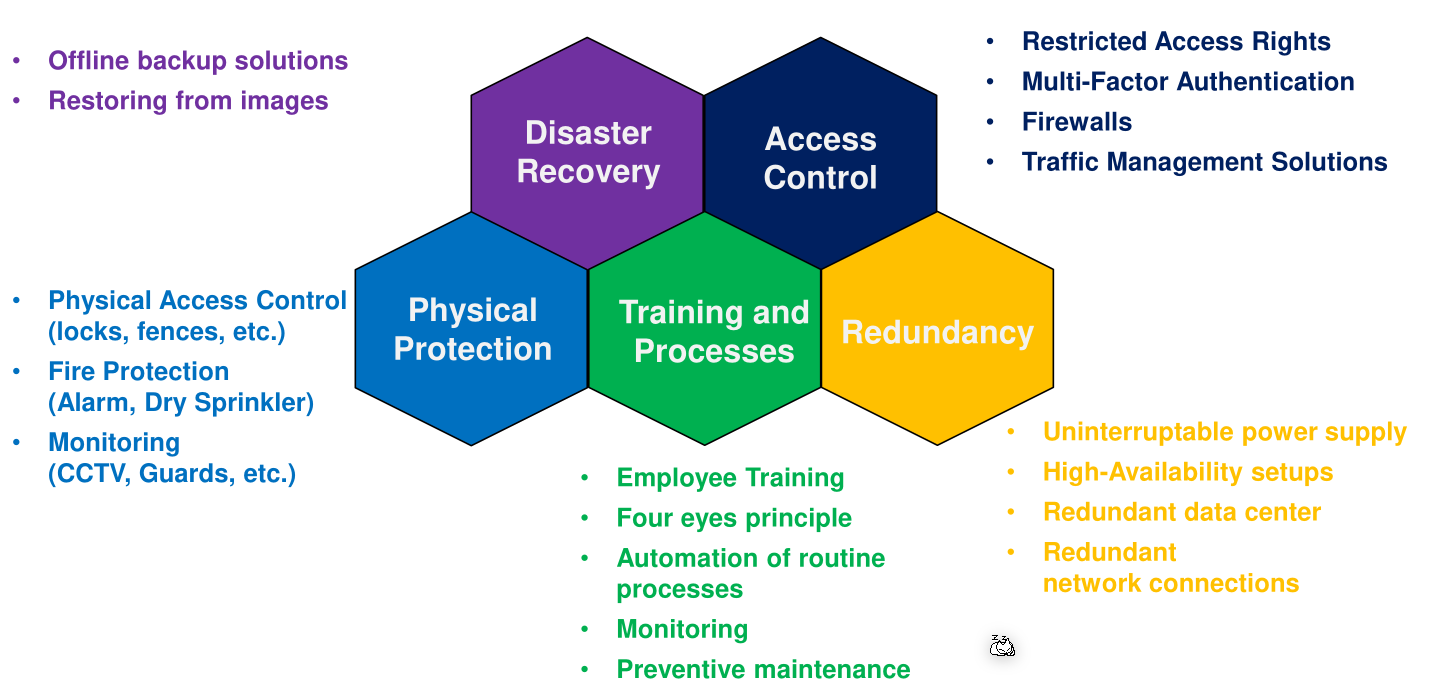 • Offline backup solutions
• Restoring from images
Disaster
Recovery
Access
Control
• Restricted Access Rights
• Multi-Factor Authentication
• Firewalls
• Traffic Management Solutions
• Physical Access Control
(locks, fences, etc.)
• Fire Protection
(Alarm, Dry Sprinkler)
• Monitoring
(CCTV, Guards, etc.)
Physical
Protection
Training and
Processes
Redundancy
• Employee Training
• Four eyes principle
• Automation of routine
processes
• Monitoring
• Preventive maintenance
• Uninterruptable power supply
• High-Availability setups
• Redundant data center
• Redundant
network connections